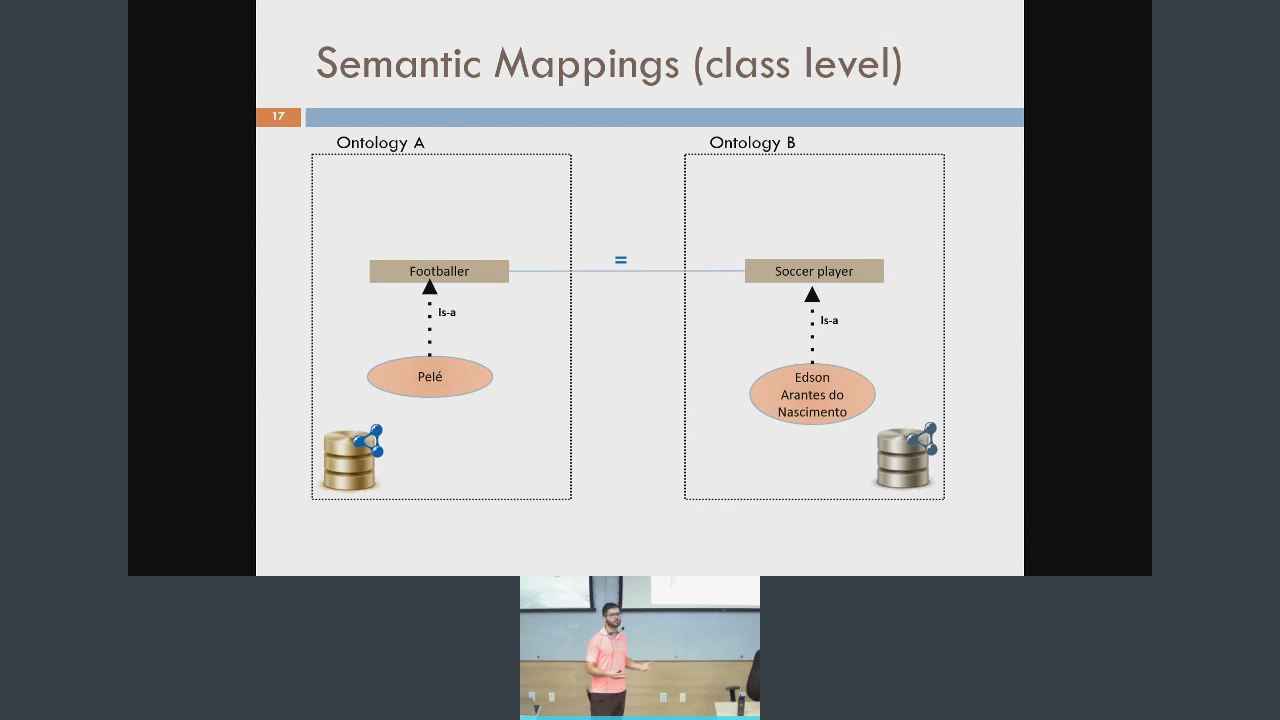 Semantic Mappings (class level)
17
Ontology A
Ontology B
Footballer
=
Soccer player
Is-a
Is-a
Pelé
Edson
Arantes do
Nascimento